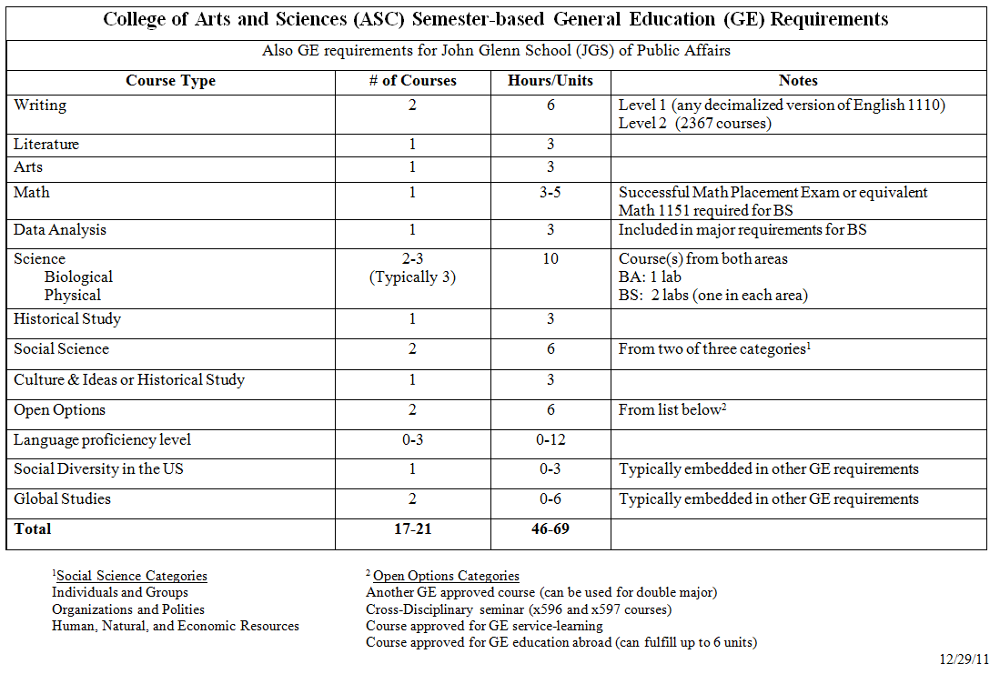 College of Arts and Sciences (ASC) Semester-based General Education (GE) Requirements
Also GE requirements for John Glenn School (JGS) of Public Affairs
Course Type # of Courses Hours/Units Notes
Writing 2 6 Level 1 (any decimalized version of English 1110)
Level 2 (2367 courses)
Literature 1 3
Arts 1 3
Math 1 3-5 Successful Math Placement Exam or equivalent
Math 1151 required for BS
Data Analysis 1 3 Included in major requirements for BS
Science 2-3 10 Course(s) from both areas
Biological (Typically 3) BA: 1 lab
Physical BS: 2 labs (one in each area)
Historical Study 1 3
Social Science 2 6 From two of three categories¹
Culture & Ideas or Historical Study 1 3
Open Options 2 6 From list below²
Language proficiency level 0-3 0-12
Social Diversity in the US 1 0-3 Typically embedded in other GE requirements
Global Studies 2 0-6 Typically embedded in other GE requirements
Total 17-21 46-69
¹Social Science Categories
Individuals and Groups
Organizations and Polities
Human, Natural, and Economic Resources
² Open Options Categories
Another GE approved course (can be used for double major)
Cross-Disciplinary seminar (x596 and x597 courses)
Course approved for GE service-learning
Course approved for GE education abroad (can fulfill up to 6 units)
12/29/11